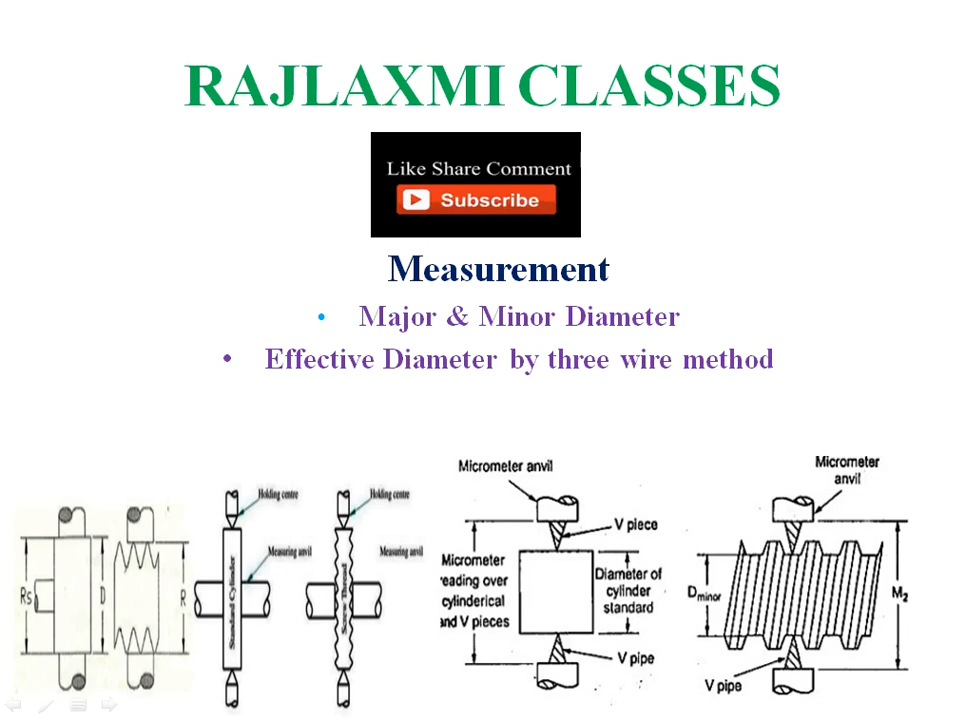 RAJLAXMI CLASSES
Like Share Comment
Subscribe
Measurement
• Major & Minor Diameter
• Effective Diameter by three wire method
Rs
D
R
Holding centre
Measuring anvil
Standard Cylinder
Holding centre
Measuring anvil
Screw Thread
Micrometer anvil
V piece
Micrometer
reading over
cylinderical
and V pieces
Diameter of
cylinder
standard
V pipe
Micrometer
anvil
Dminor
M2
V pipe